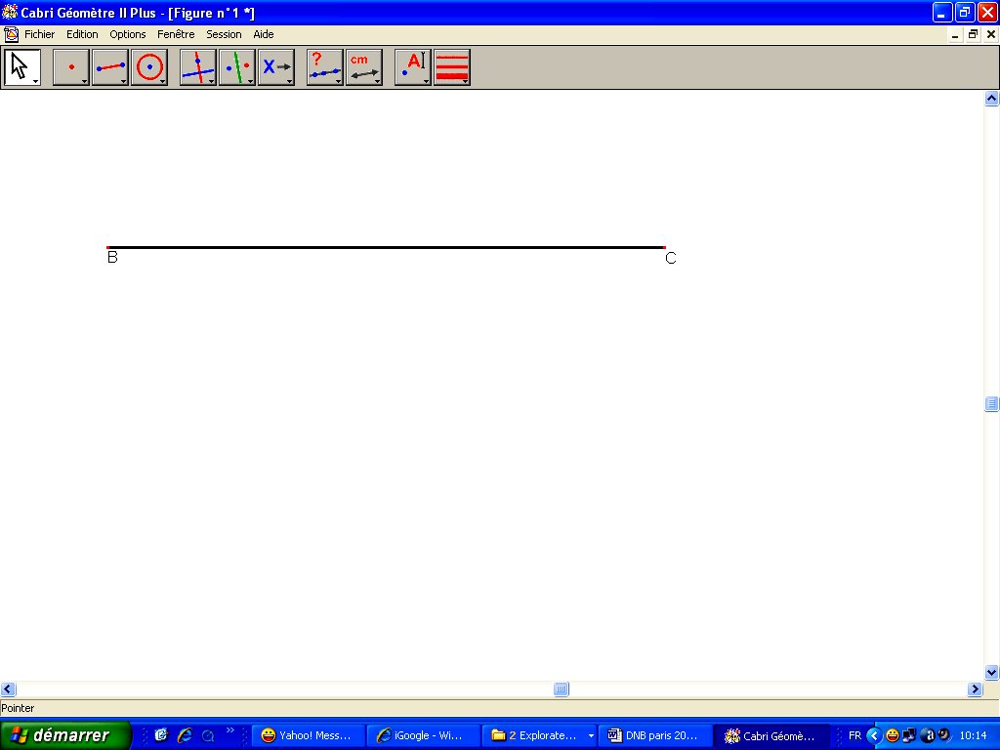 Cabri Géomètre II Plus - [Figure n°1 *]
Fichier Edition Options Fenêtre Session Aide
? cm A X
B
C
Pointer
démarrer
»
Yahoo! Mess...
iGoogle - Wi...
2 Explorate...
DNB paris 20...
Cabri Géomè...
FR
10:14